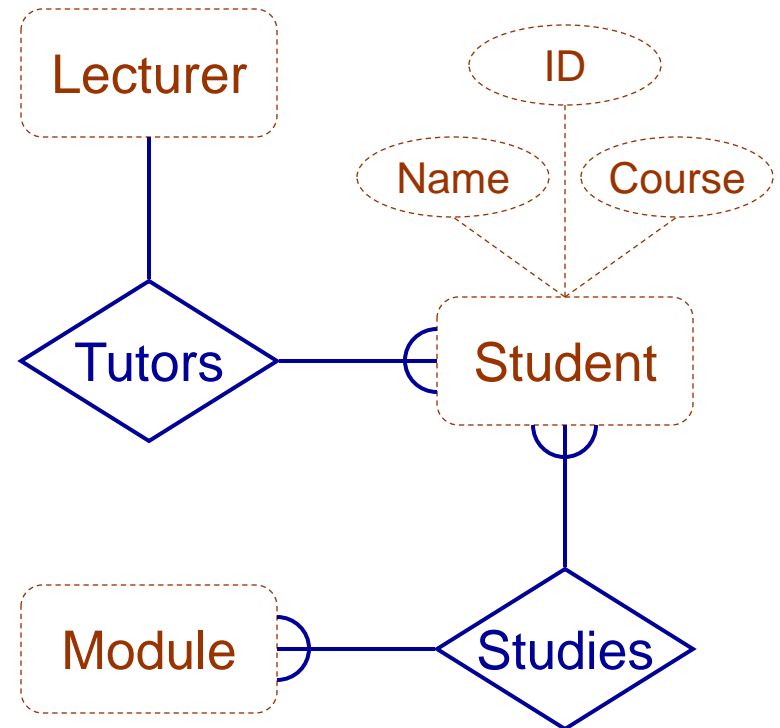 Lecturer
ID
Name
Course
Tutors
Student
Module
Studies